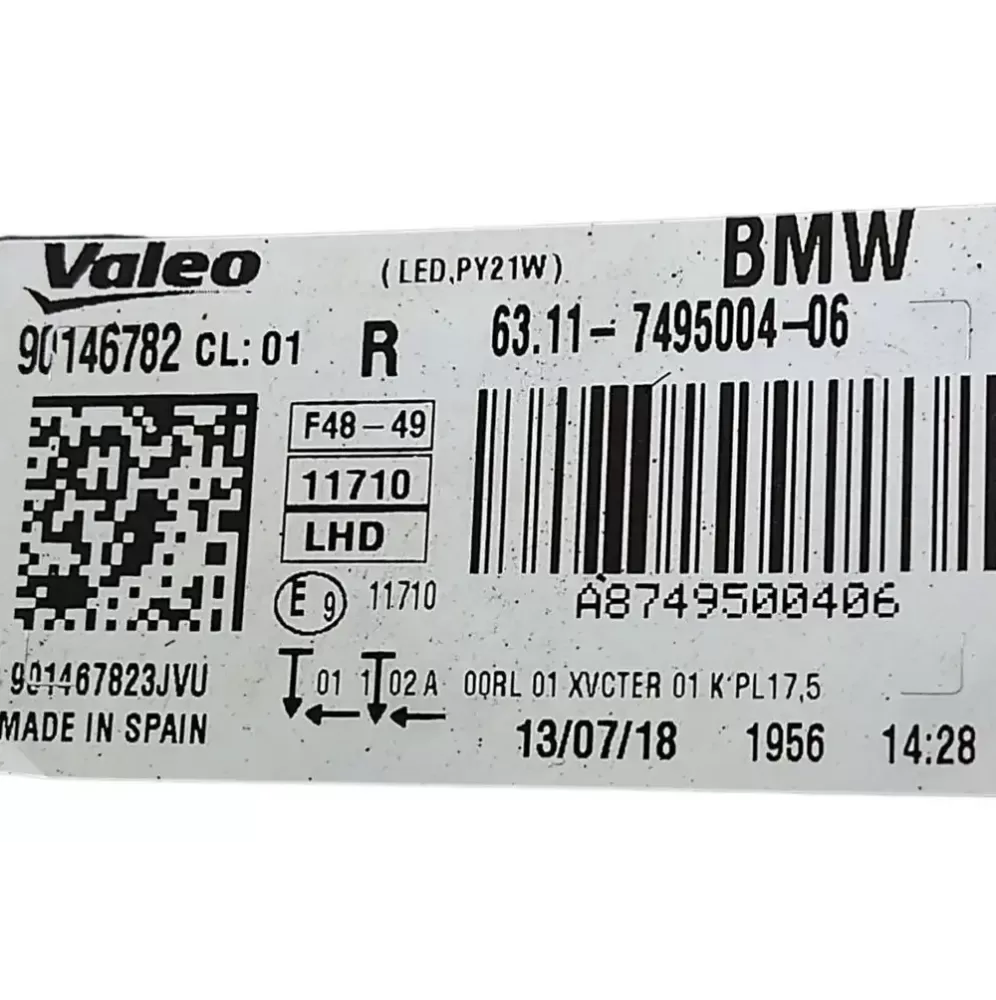 Valeo
(LED,PY21W)
BMW
90146782 CL: 01
R
63.11-7495004-06
F48-49
11710
LHD
E9 11710
A8749500406
901467823JVU
01 1 02 A 00RL 01 XVCTER 01 K PL17,5
MADE IN SPAIN
13/07/18 1956 14:28